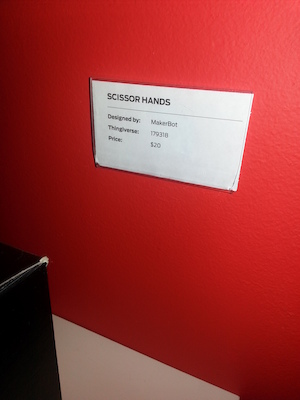 SCISSOR HANDS
Designed by: MakerBot
Thingiverse: 179318
Price: $20